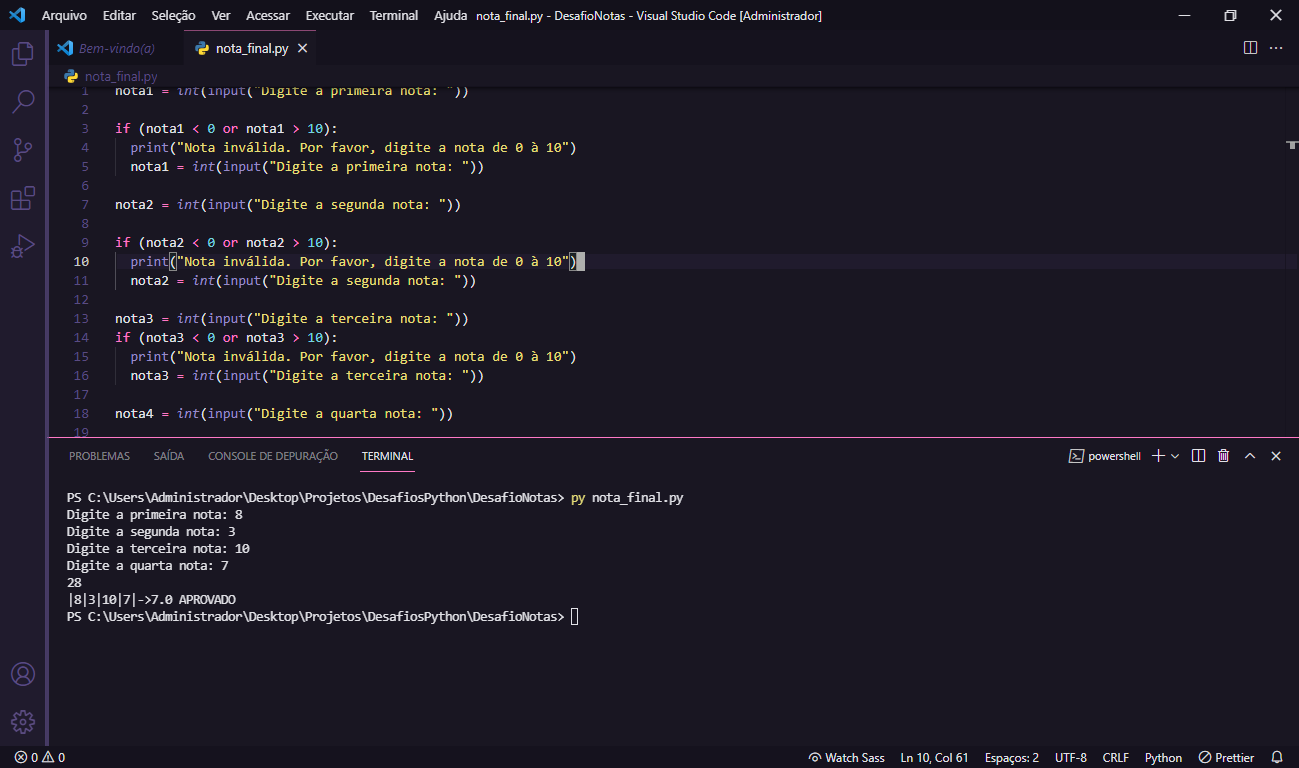 Arquivo Editar Seleção Ver Acessar Executar Terminal Ajuda nota_final.py - DesafioNotas - Visual Studio Code [Administrador]
Bem-vindo(a) nota_final.py
nota_final.py
1 nota1 = int(input("Digite a primeira nota: "))
2
3 if (nota1 < 0 or nota1 > 10):
4 print("Nota inválida. Por favor, digite a nota de 0 à 10")
5 nota1 = int(input("Digite a primeira nota: "))
6
7 nota2 = int(input("Digite a segunda nota: "))
8
9 if (nota2 < 0 or nota2 > 10):
10 print("Nota inválida. Por favor, digite a nota de 0 à 10")
11 nota2 = int(input("Digite a segunda nota: "))
12
13 nota3 = int(input("Digite a terceira nota: "))
14 if (nota3 < 0 or nota3 > 10):
15 print("Nota inválida. Por favor, digite a nota de 0 à 10")
16 nota3 = int(input("Digite a terceira nota: "))
17
18 nota4 = int(input("Digite a quarta nota: "))
19
PROBLEMAS SAÍDA CONSOLE DE DEPURAÇÃO TERMINAL powershell
PS C:\Users\Administrador\Desktop\Projetos\DesafiosPython\DesafioNotas> py nota_final.py
Digite a primeira nota: 8
Digite a segunda nota: 3
Digite a terceira nota: 10
Digite a quarta nota: 7
28
|8|3|10|7|->7.0 APROVADO
PS C:\Users\Administrador\Desktop\Projetos\DesafiosPython\DesafioNotas>
0 0 Watch Sass Ln 10, Col 61 Espaços: 2 UTF-8 CRLF Python Prettier